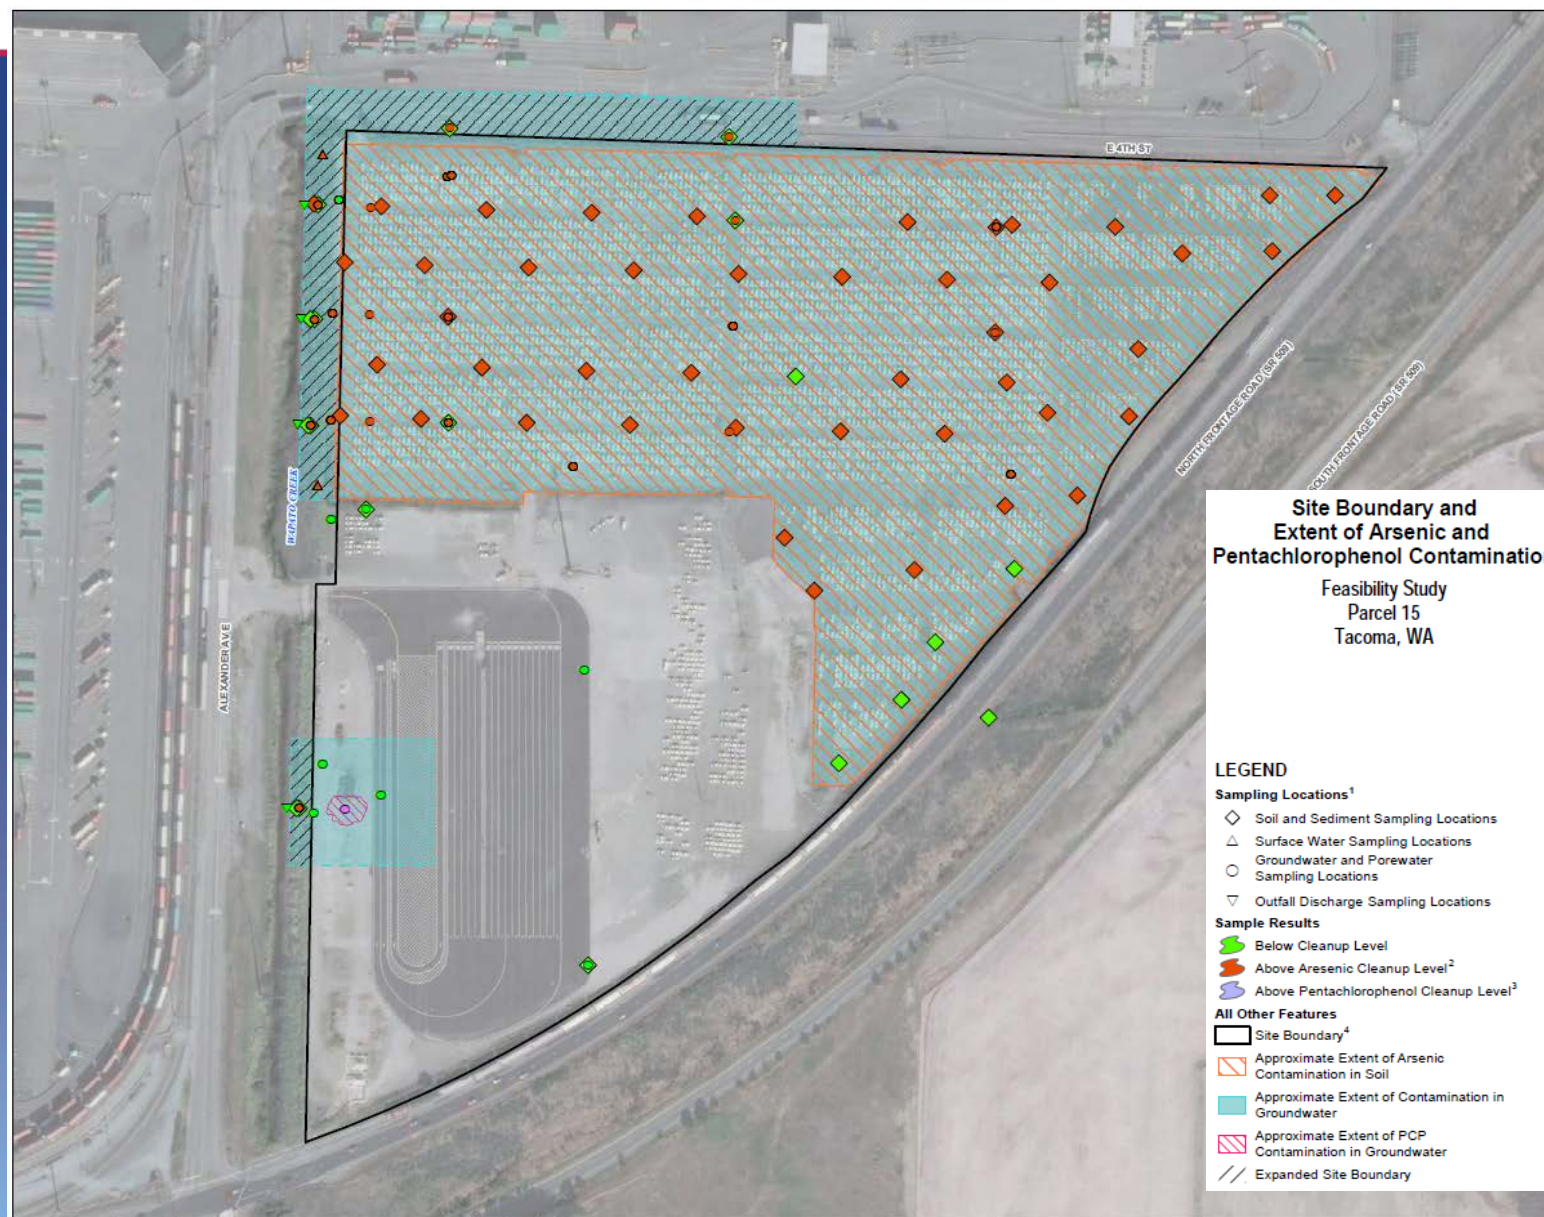 E 4TH ST
NORTH FRONTAGE ROAD (SR 509)
SOUTH FRONTAGE ROAD (SR 509)
WAPATO CREEK
ALEXANDER AVE
Site Boundary and
Extent of Arsenic and
Pentachlorophenol Contamination
Feasibility Study
Parcel 15
Tacoma, WA
LEGEND
Sampling Locations¹
Soil and Sediment Sampling Locations
Surface Water Sampling Locations
Groundwater and Porewater
Sampling Locations
Outfall Discharge Sampling Locations
Sample Results
Below Cleanup Level
Above Aresenic Cleanup Level²
Above Pentachlorophenol Cleanup Level³
All Other Features
Site Boundary⁴
Approximate Extent of Arsenic
Contamination in Soil
Approximate Extent of Contamination in
Groundwater
Approximate Extent of PCP
Contamination in Groundwater
Expanded Site Boundary